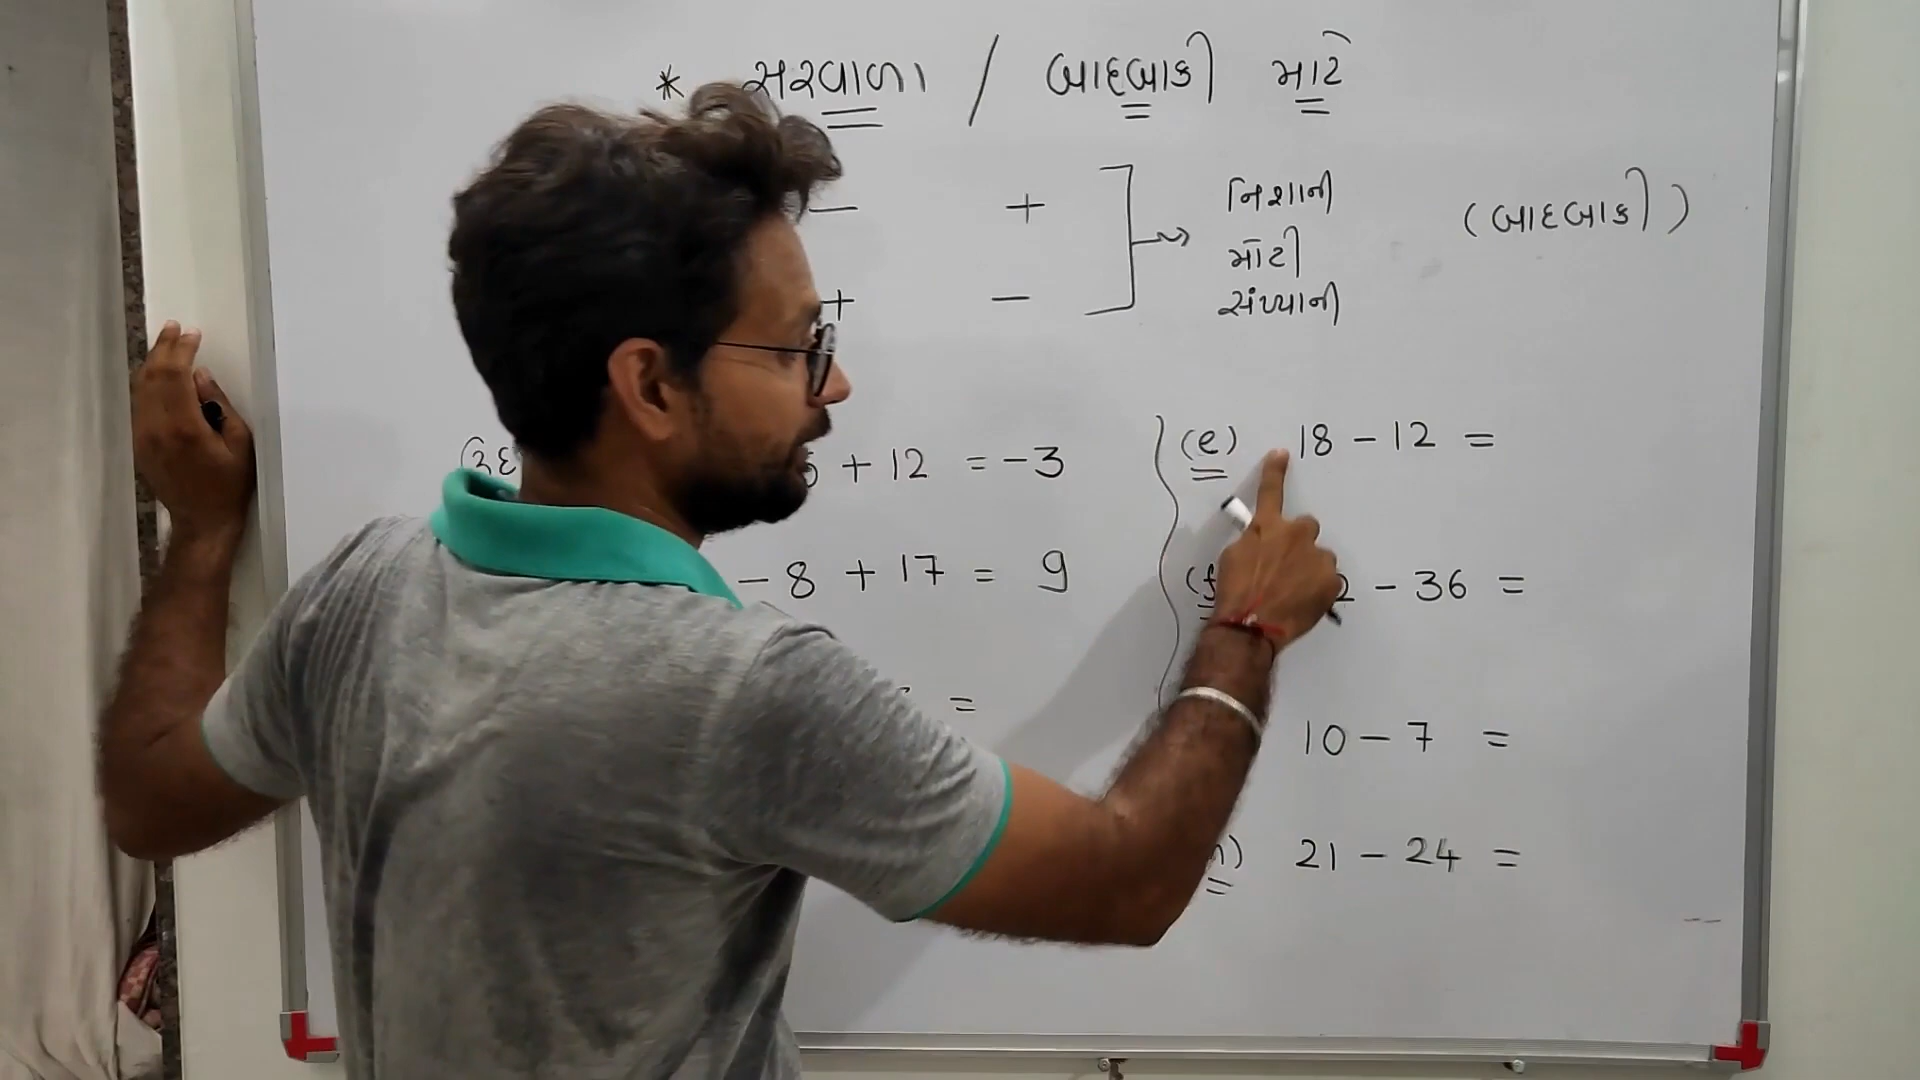 * સરવાળા / બાદબાકી માટે
− + નિશાની (બાદબાકી)
મોટી
+ − સંખ્યાની
+ 12 = -3
- 8 + 17 = 9
=
(e) 18 - 12 =
- 36 =
10 - 7 =
21 - 24 =